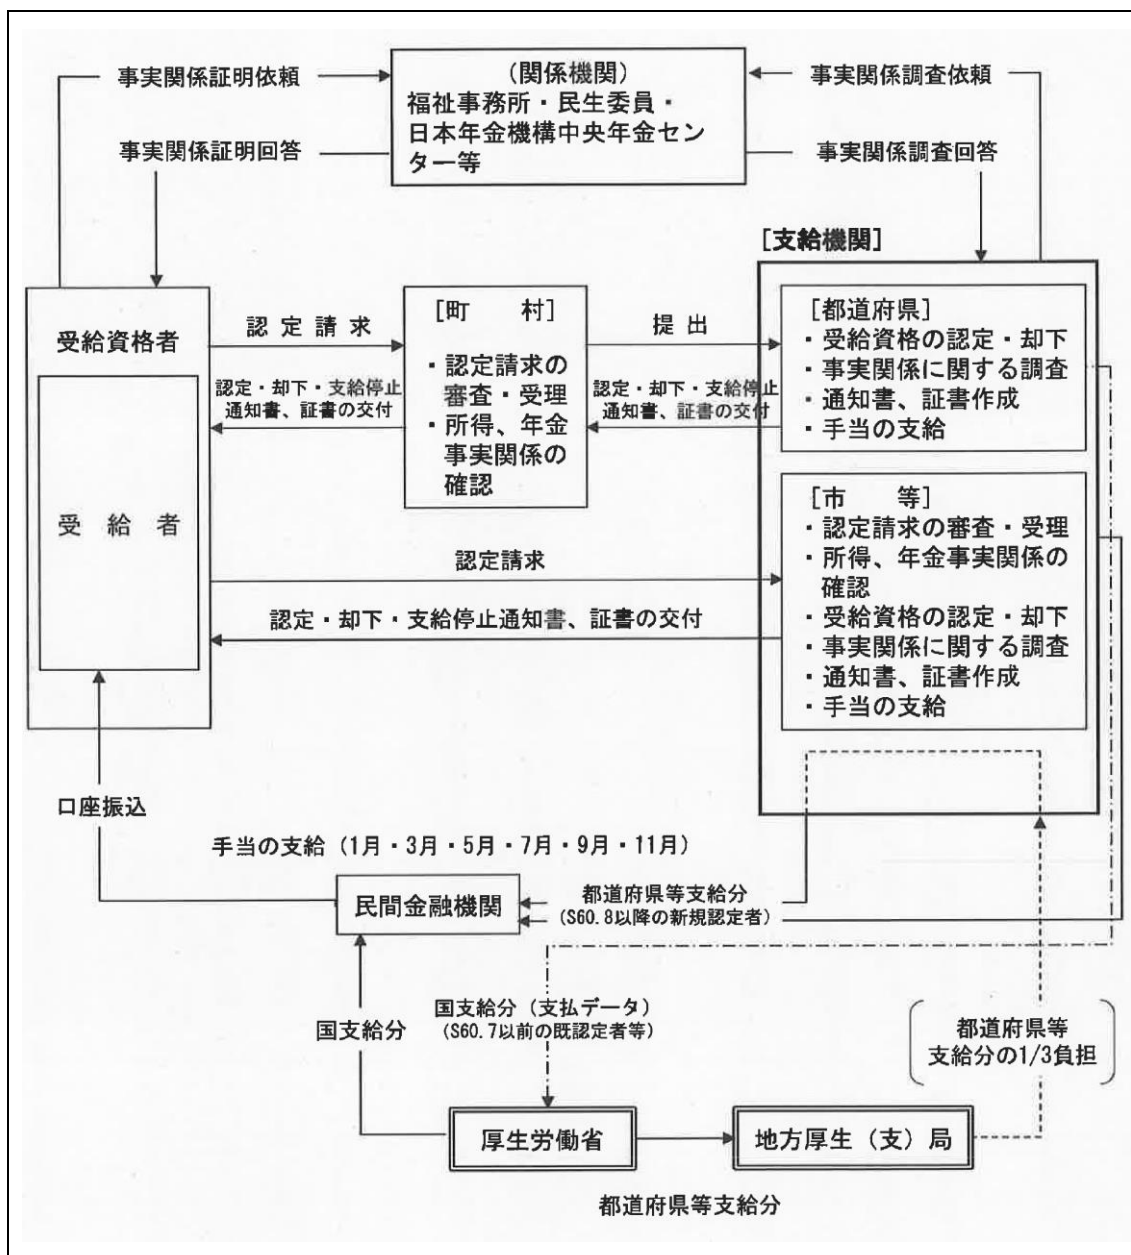 事実関係証明依頼
(関係機関)
福祉事務所・民生委員・
日本年金機構中央年金セン
ター等
事実関係調査依頼
事実関係証明回答
事実関係調査回答
[支給機関]
受給資格者
受　給　者
認 定 請 求
認定・却下・支給停止
通知書、証書の交付
[町　　村]
・認定請求の
審査・受理
・所得、年金
事実関係の
確認
提 出
認定・却下・支給停止
通知書、証書の交付
[都道府県]
・受給資格の認定・却下
・事実関係に関する調査
・通知書、証書作成
・手当の支給
[市　　等]
・認定請求の審査・受理
・所得、年金事実関係の
確認
・受給資格の認定・却下
・事実関係に関する調査
・通知書、証書作成
・手当の支給
認定請求
認定・却下・支給停止通知書、証書の交付
口座振込
手当の支給（1月・3月・5月・7月・9月・11月）
民間金融機関
都道府県等支給分
(S60.8以降の新規認定者)
国支給分
国支給分（支払データ）
(S60.7以前の既認定者等)
都道府県等
支給分の1/3負担
厚生労働省
地方厚生（支）局
都道府県等支給分